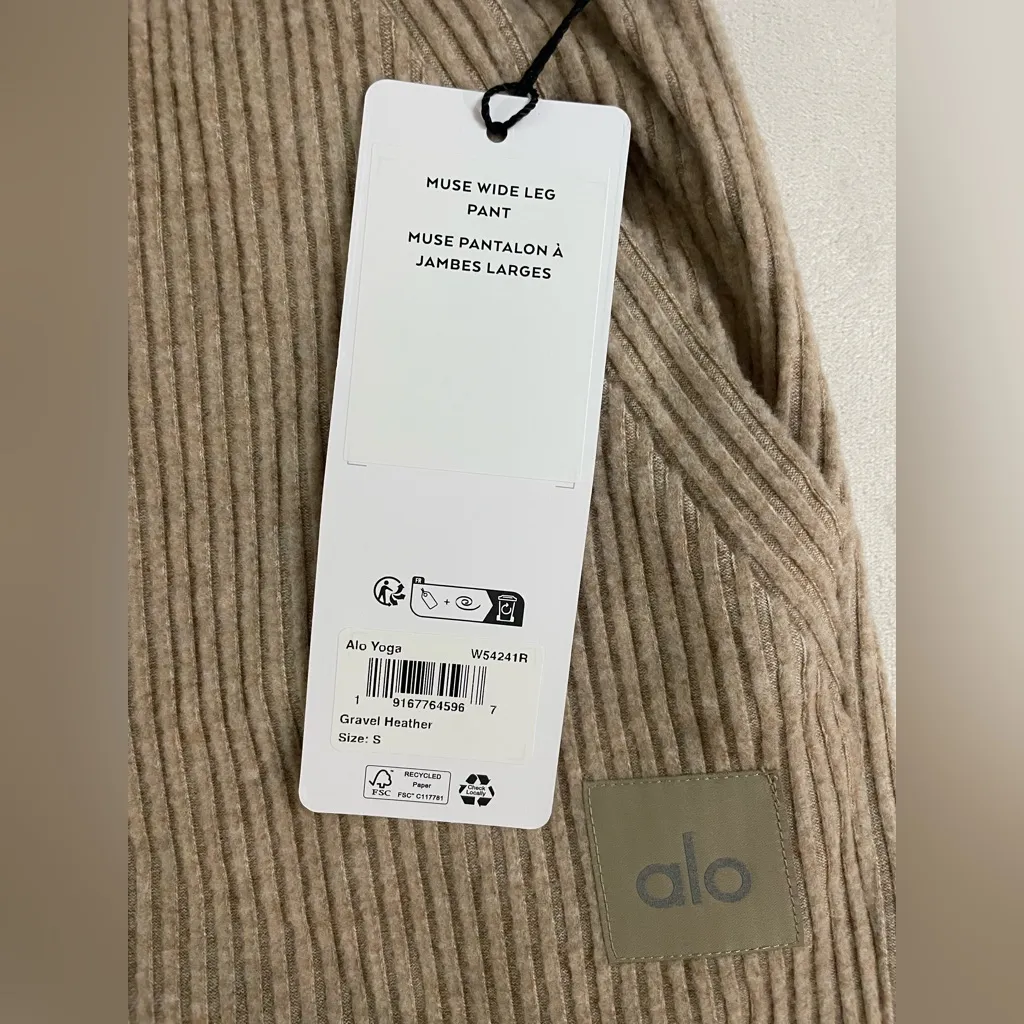 MUSE WIDE LEG
PANT
MUSE PANTALON À
JAMBES LARGES
FR
+
Alo Yoga W54241R
1 9167764596 7
Gravel Heather
Size: S
FSC
RECYCLED
Paper
FSC® C117781
Check
Locally
alo